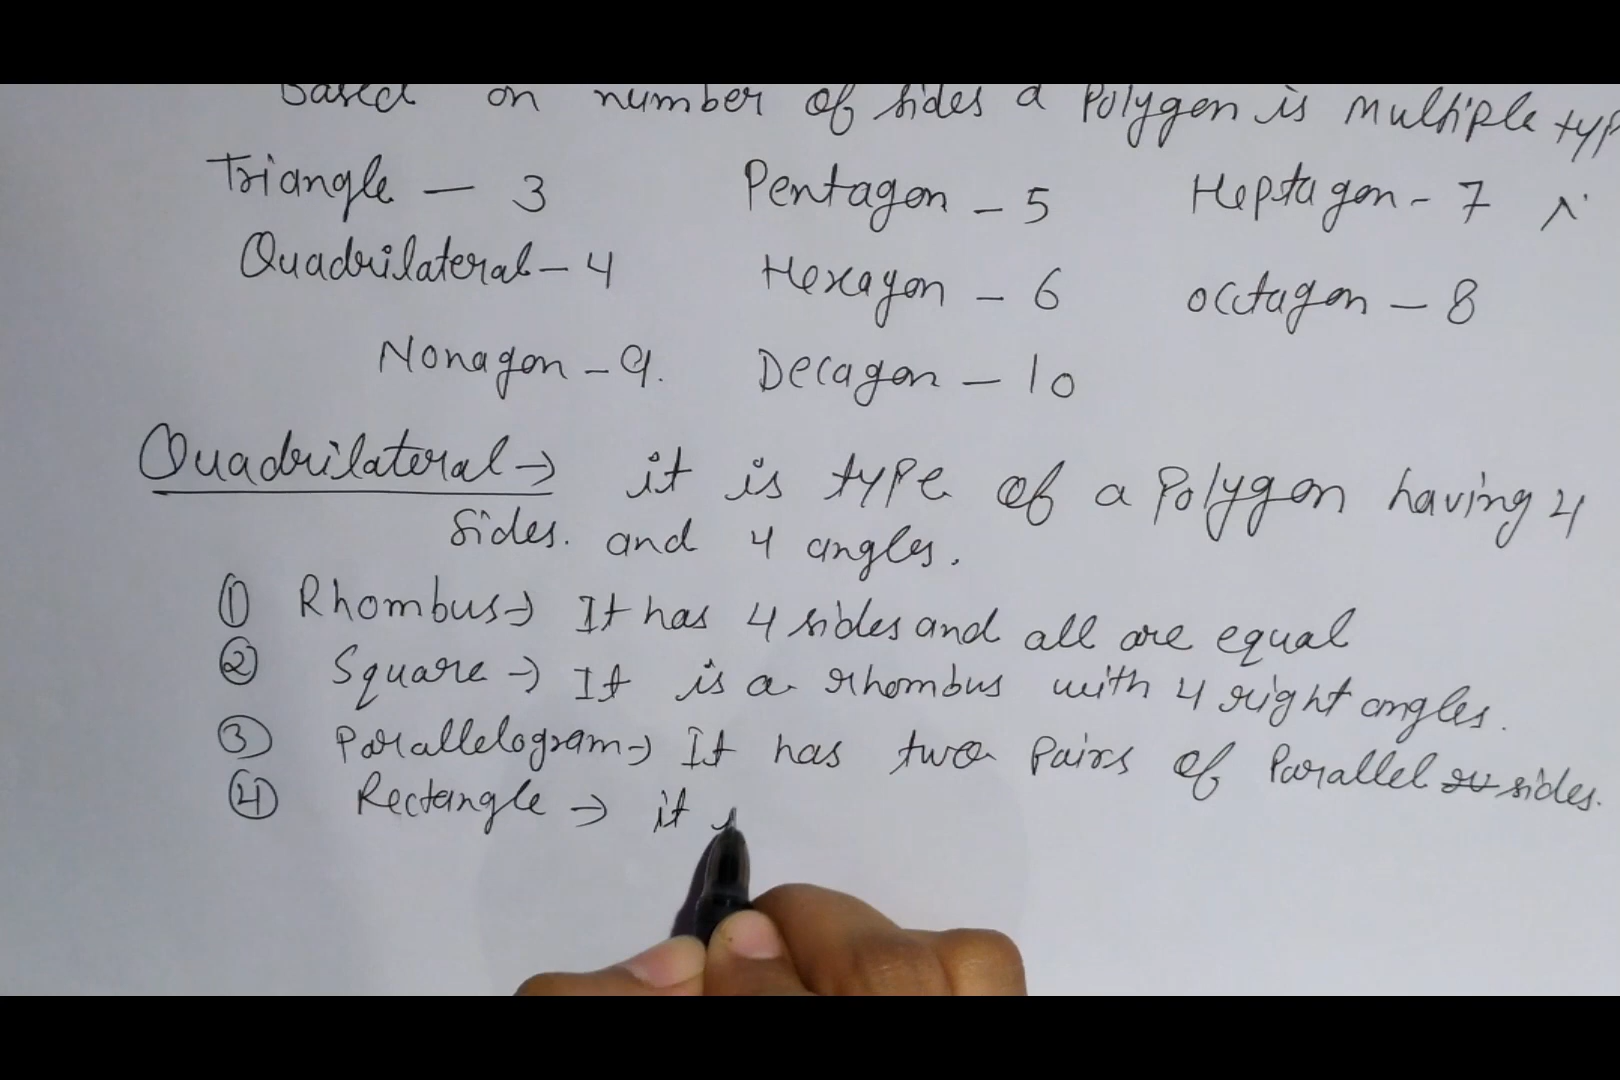 Based on number of sides a Polygon is multiple
Triangle - 3 Pentagon - 5 Heptagon - 7
Quadrilateral - 4 Hexagon - 6 octagon - 8
Nonagon - 9. Decagon - 10
Quadrilateral → it is type of a Polygon having 4
sides. and 4 angles.
① Rhombus → It has 4 sides and all are equal
② Square → It is a rhombus with 4 right angles.
③ Parallelogram → It has two Pairs of Parallel sides.
④ Rectangle → it